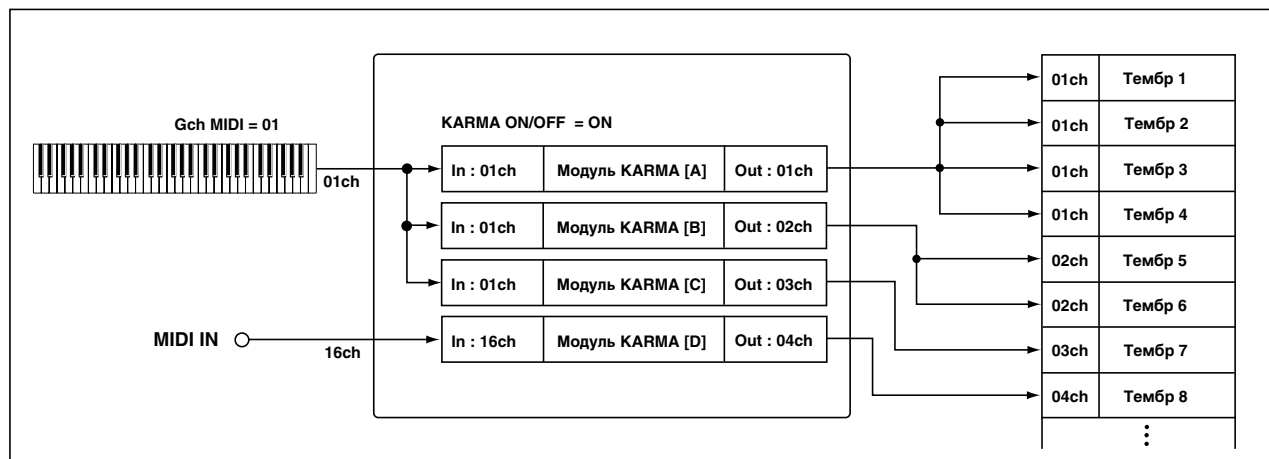 Gch MIDI = 01
01ch
KARMA ON/OFF = ON
In : 01ch Модуль KARMA [A] Out : 01ch
In : 01ch Модуль KARMA [B] Out : 02ch
In : 01ch Модуль KARMA [C] Out : 03ch
MIDI IN
16ch
In : 16ch Модуль KARMA [D] Out : 04ch
01ch Тембр 1
01ch Тембр 2
01ch Тембр 3
01ch Тембр 4
02ch Тембр 5
02ch Тембр 6
03ch Тембр 7
04ch Тембр 8